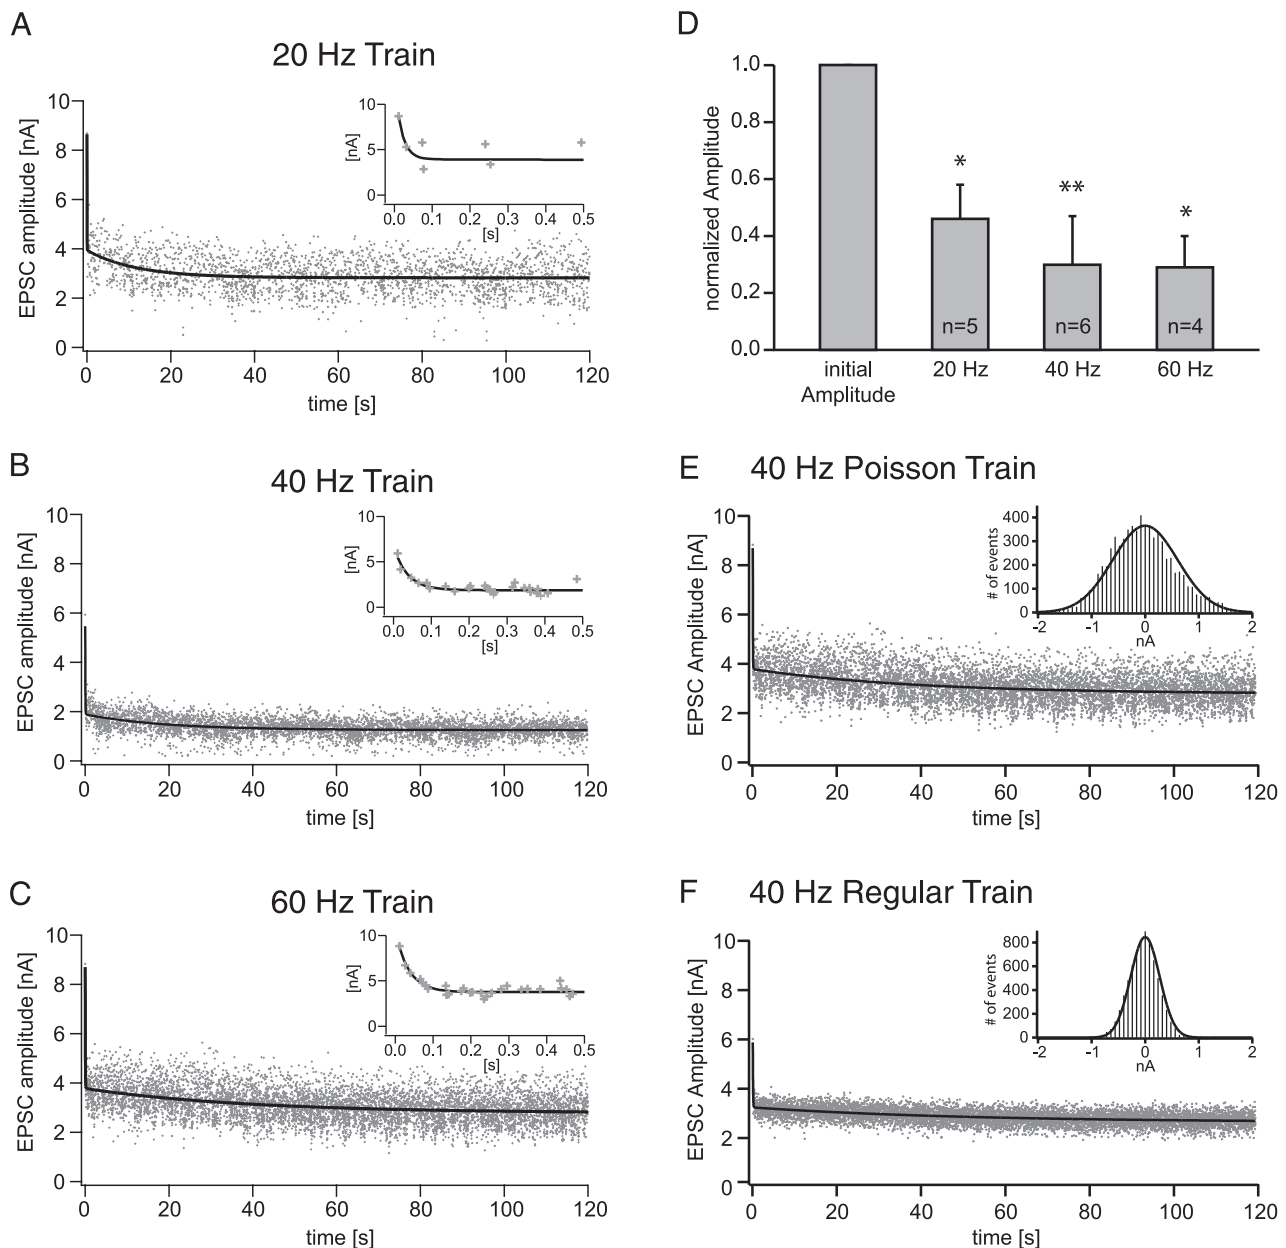 A
20 Hz Train
EPSC amplitude [nA]
10
8
6
4
2
0
0 20 40 60 80 100 120
time [s]
[nA]
10
5
0
0.0 0.1 0.2 0.3 0.4 0.5
[s]
B
40 Hz Train
EPSC amplitude [nA]
10
8
6
4
2
0
0 20 40 60 80 100 120
time [s]
[nA]
10
5
0
0.0 0.1 0.2 0.3 0.4 0.5
[s]
C
60 Hz Train
EPSC amplitude [nA]
10
8
6
4
2
0
0 20 40 60 80 100 120
time [s]
[nA]
10
5
0
0.0 0.1 0.2 0.3 0.4 0.5
[s]
D
normalized Amplitude
1.0
0.8
0.6
0.4
0.2
0.0
* ** *
n=5 n=6 n=4
initial 20 Hz 40 Hz 60 Hz
Amplitude
E
40 Hz Poisson Train
EPSC Amplitude [nA]
10
8
6
4
2
0
0 20 40 60 80 100 120
time [s]
# of events
400
300
200
100
0
-2 -1 0 1 2
nA
F
40 Hz Regular Train
EPSC Amplitude [nA]
10
8
6
4
2
0
0 20 40 60 80 100 120
time [s]
# of events
800
600
400
200
0
-2 -1 0 1 2
nA